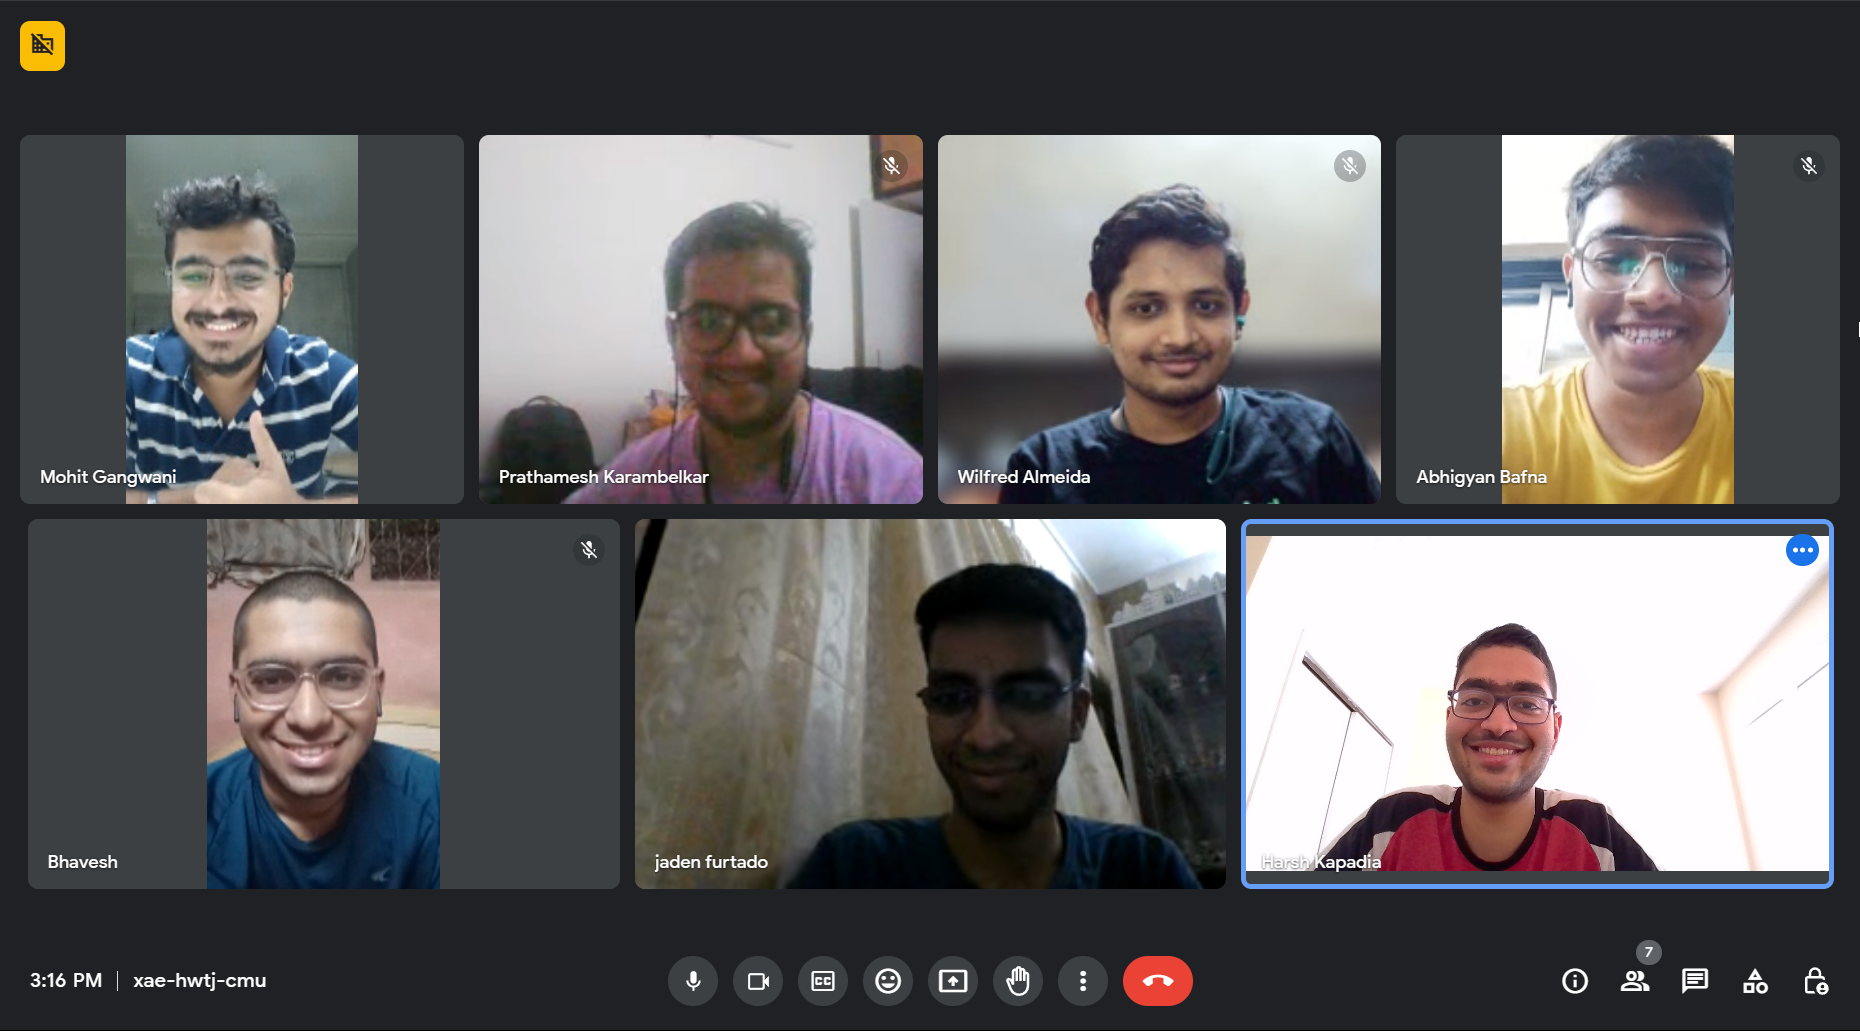 Mohit Gangwani
Prathamesh Karambelkar
Wilfred Almeida
Abhigyan Bafna
Bhavesh
jaden furtado
Harsh Kapadia
7
3:16 PM | xae-hwtj-cmu
CC